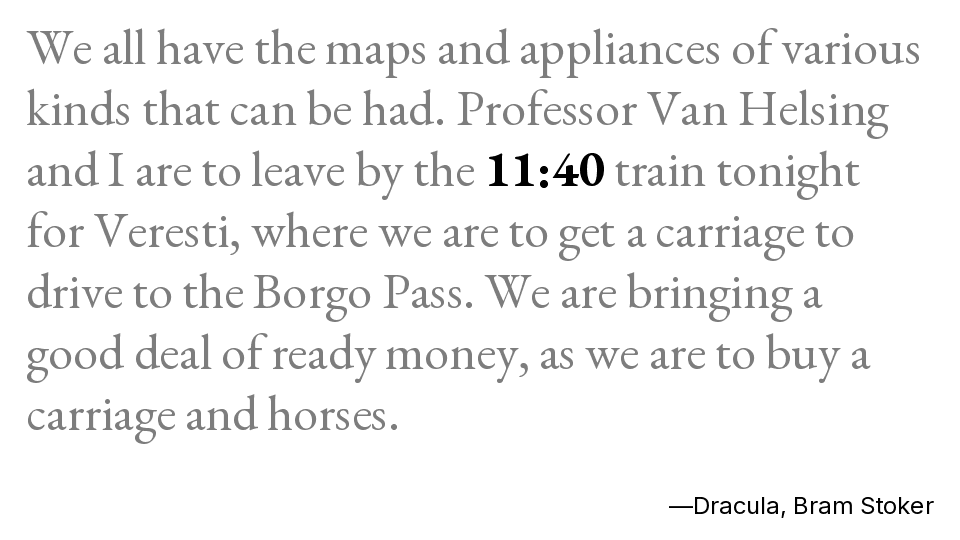 We all have the maps and appliances of various
kinds that can be had. Professor Van Helsing
and I are to leave by the 11:40 train tonight
for Veresti, where we are to get a carriage to
drive to the Borgo Pass. We are bringing a
good deal of ready money, as we are to buy a
carriage and horses.
—Dracula, Bram Stoker